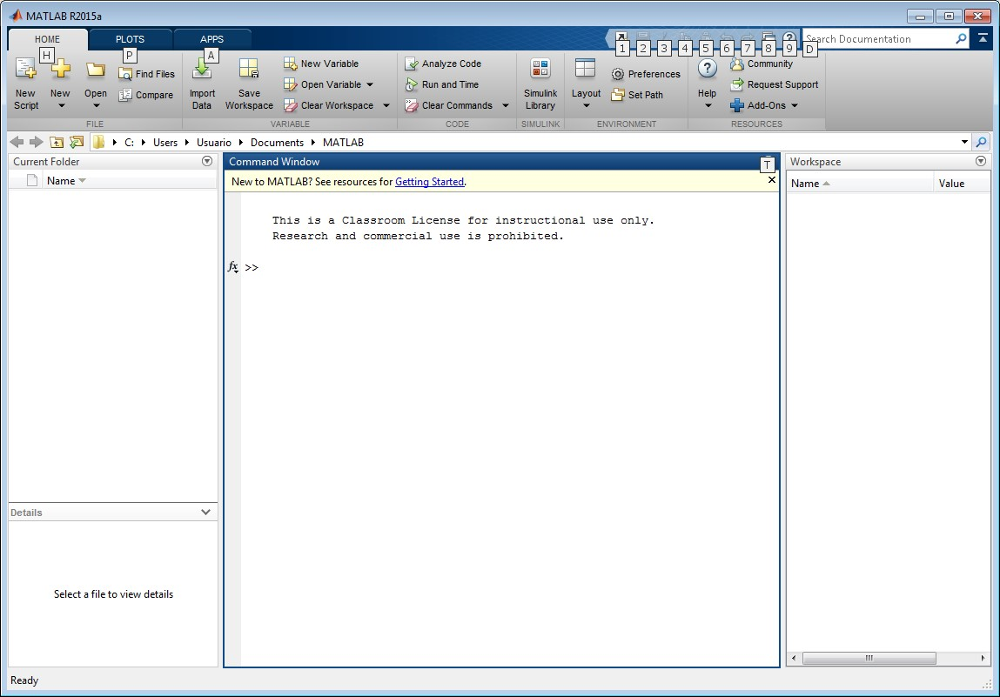 MATLAB R2015a
HOME PLOTS APPS
1 2 3 4 5 6 7 8 9 D
Search Documentation
H P A
New Script
New
Open
Find Files
Compare
FILE
Import Data
Save Workspace
New Variable
Open Variable
Clear Workspace
VARIABLE
Analyze Code
Run and Time
Clear Commands
CODE
Simulink Library
SIMULINK
Layout
Preferences
Set Path
ENVIRONMENT
Help
Community
Request Support
Add-Ons
RESOURCES
C: Users Usuario Documents MATLAB
Current Folder
Name
Details
Select a file to view details
Command Window
T
New to MATLAB? See resources for Getting Started.
This is a Classroom License for instructional use only.
Research and commercial use is prohibited.
fx >>
Workspace
Name Value
Ready